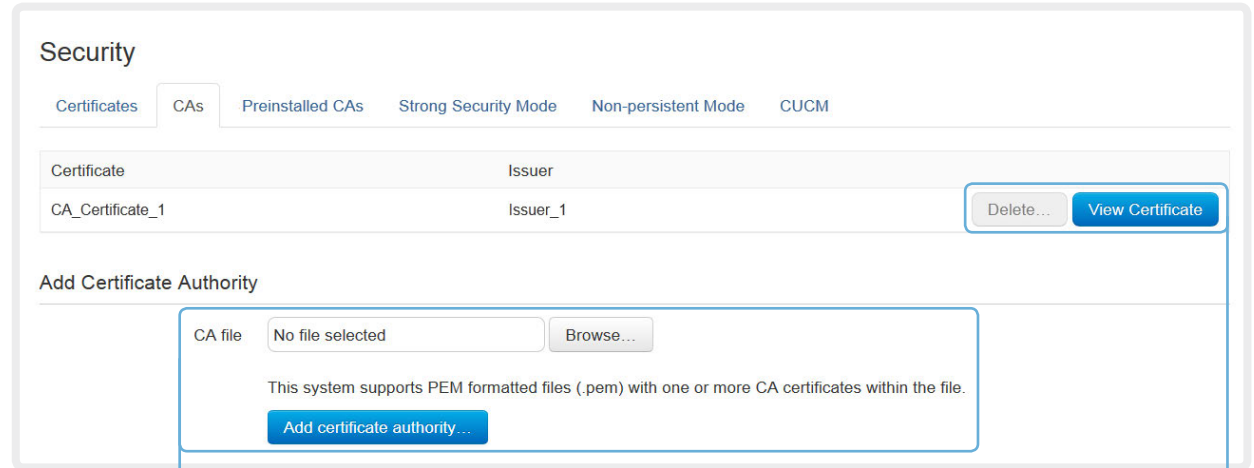 Security
Certificates CAs Preinstalled CAs Strong Security Mode Non-persistent Mode CUCM
Certificate Issuer
CA_Certificate_1 Issuer_1 Delete... View Certificate
Add Certificate Authority
CA file No file selected Browse...
This system supports PEM formatted files (.pem) with one or more CA certificates within the file.
Add certificate authority...